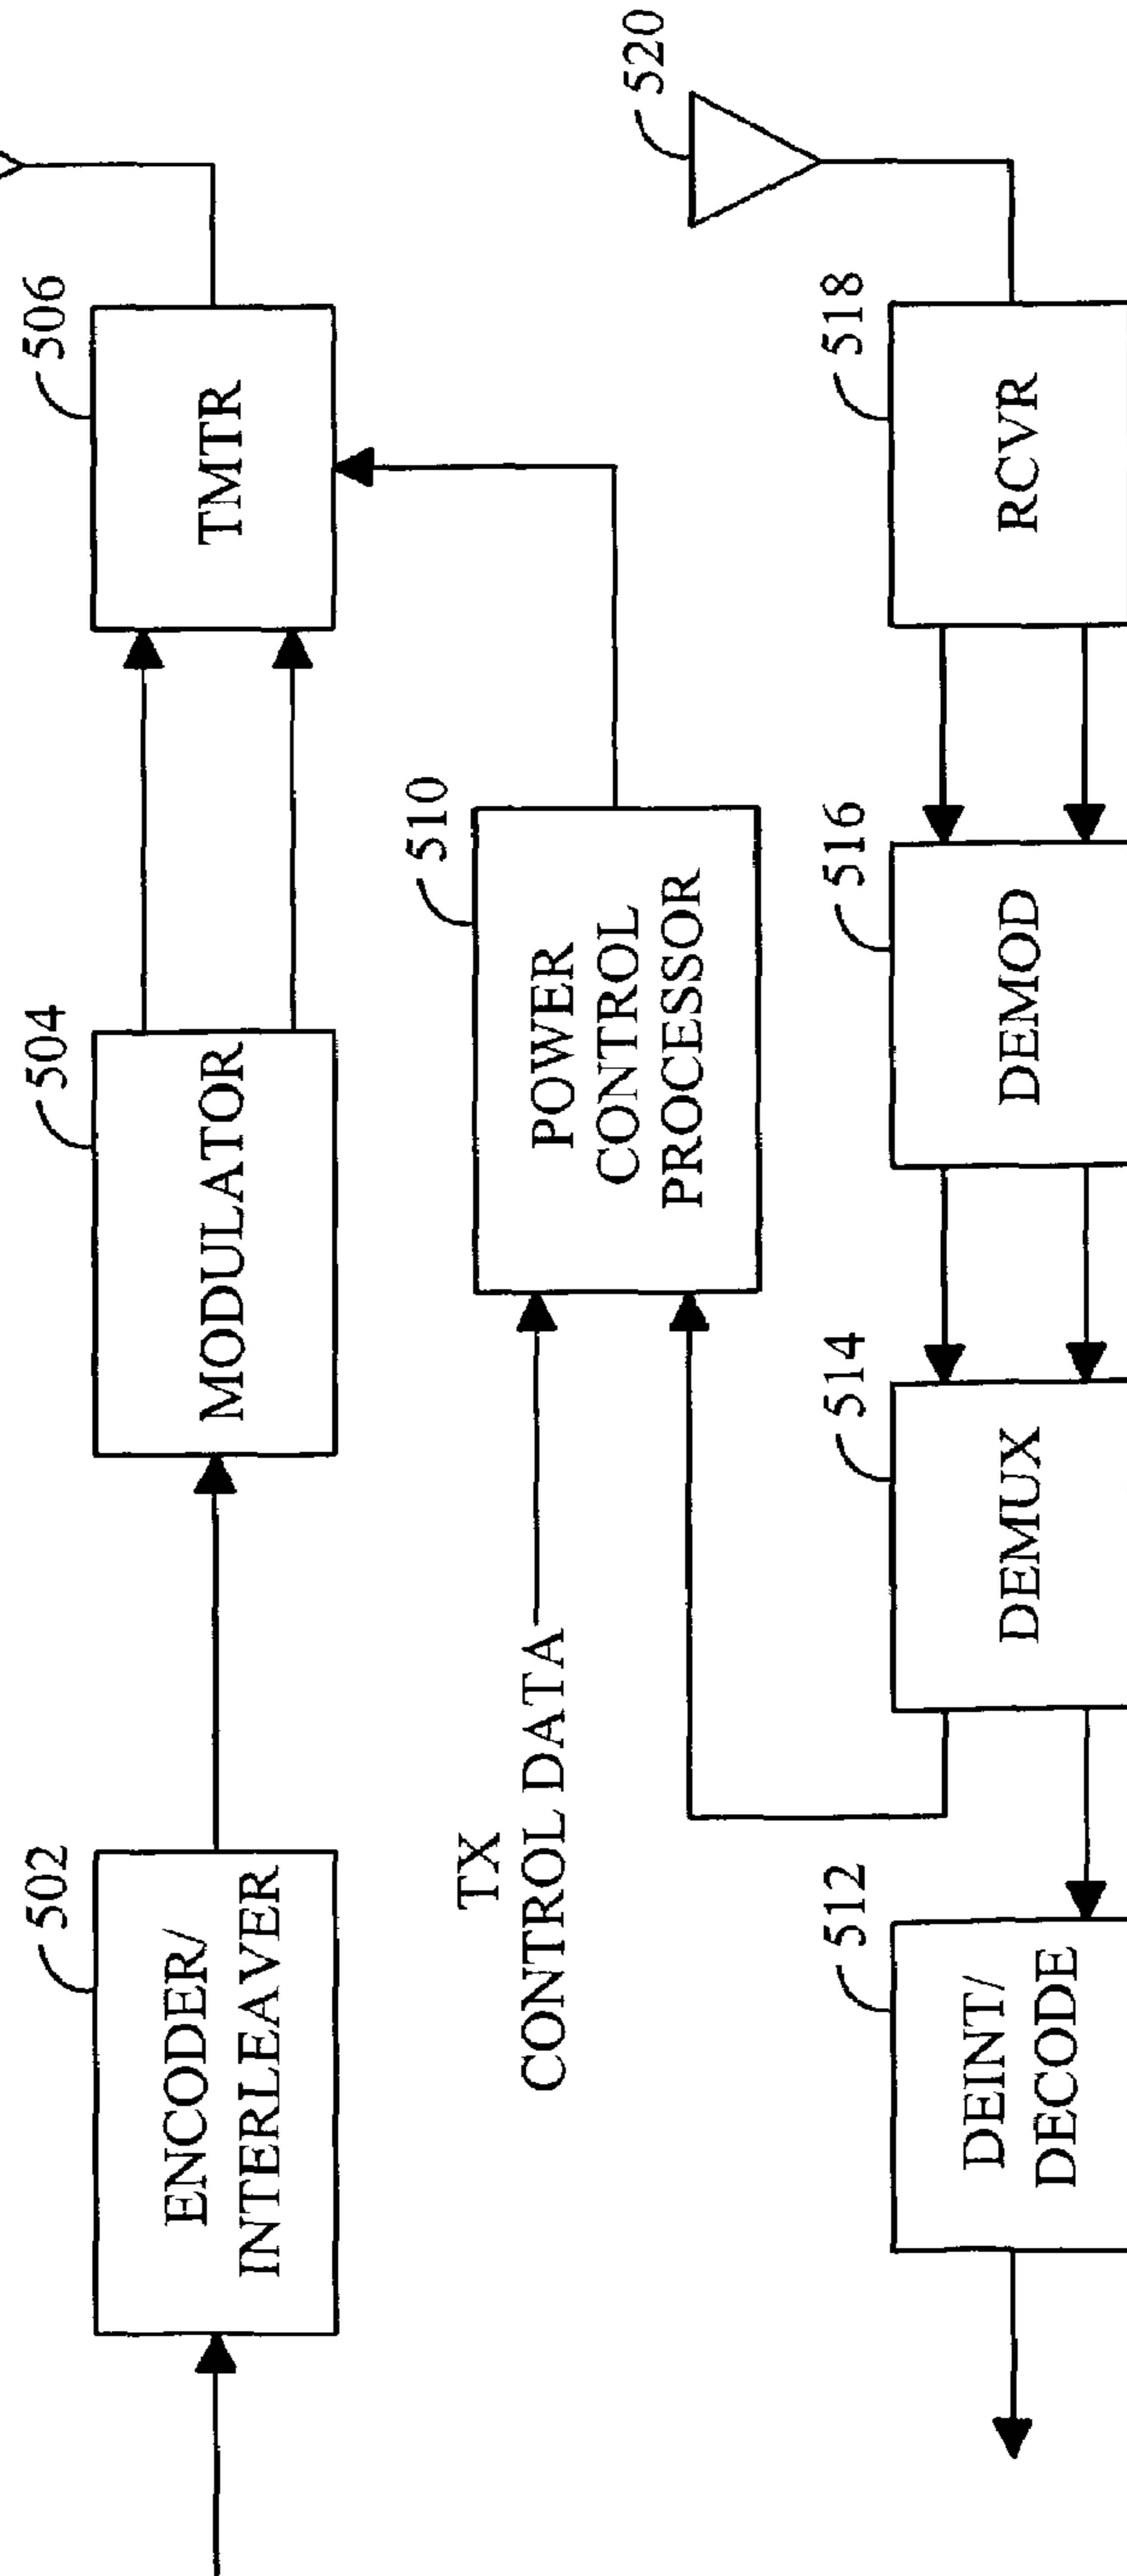 502
ENCODER/
INTERLEAVER
504
MODULATOR
506
TMTR
TX
CONTROL DATA
510
POWER
CONTROL
PROCESSOR
520
512
DEINT/
DECODE
514
DEMUX
516
DEMOD
518
RCVR